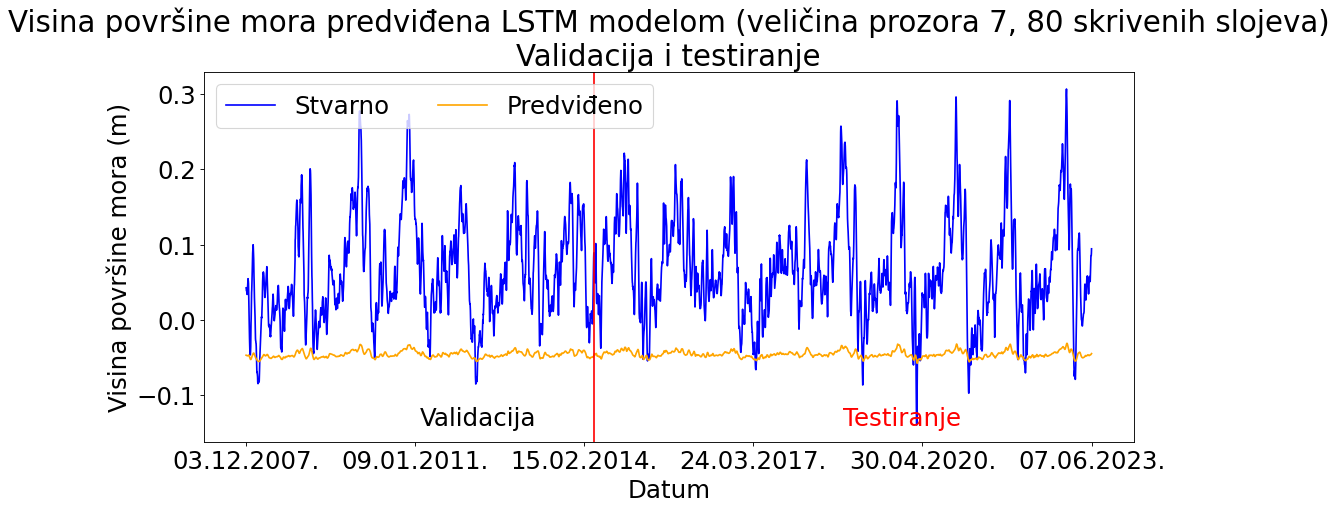 Visina površine mora predviđena LSTM modelom (veličina prozora 7, 80 skrivenih slojeva)
Validacija i testiranje
Stvarno
Predviđeno
Visina površine mora (m)
0.3
0.2
0.1
0.0
−0.1
Validacija
Testiranje
03.12.2007.
09.01.2011.
15.02.2014.
24.03.2017.
30.04.2020.
07.06.2023.
Datum